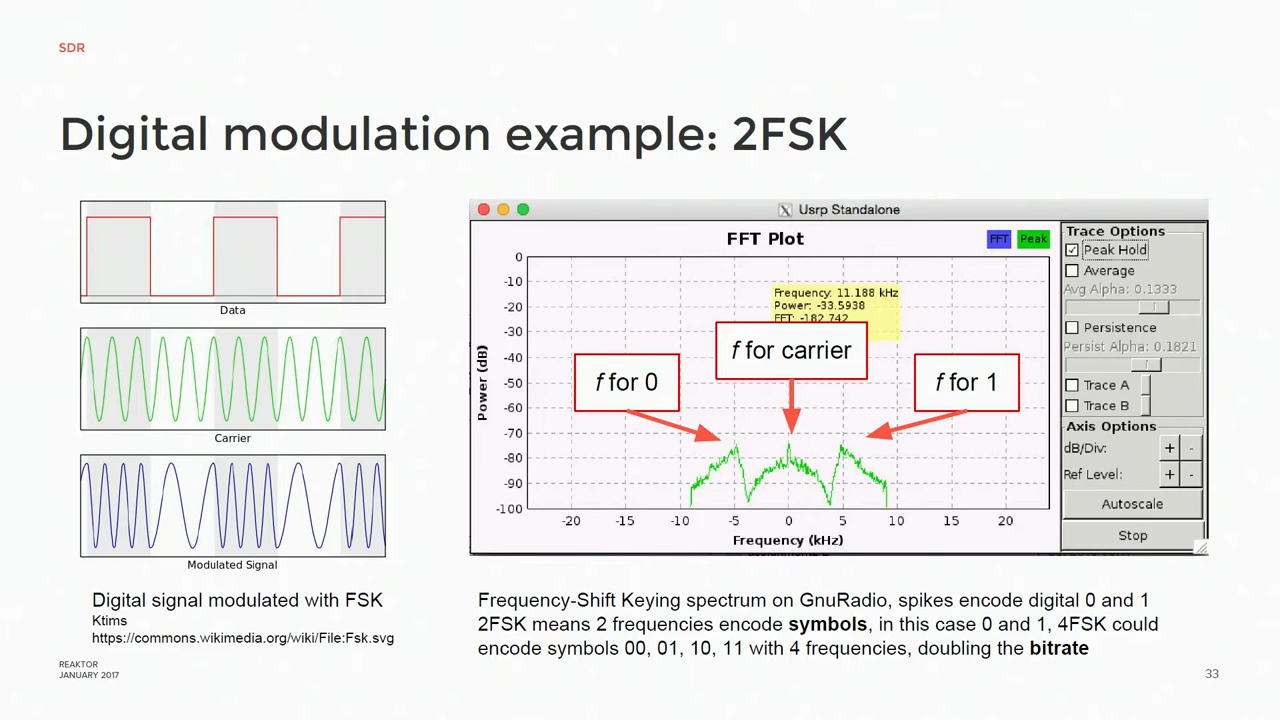 SDR
Digital modulation example: 2FSK
Data
Carrier
Modulated Signal
Digital signal modulated with FSK
Ktims
https://commons.wikimedia.org/wiki/File:Fsk.svg
Usrp Standalone
FFT Plot
FFT
Peak
Power (dB)
0
-10
-20
-30
-40
-50
-60
-70
-80
-90
-100
-20
-15
-10
-5
0
5
10
15
20
Frequency (kHz)
Frequency: 11.188 kHz
Power: -33.5938
FFT: -182.742
f for 0
f for carrier
f for 1
Trace Options
Peak Hold
Average
Avg Alpha: 0.1333
Persistence
Persist Alpha: 0.1821
Trace A
Trace B
Axis Options
dB/Div: + -
Ref Level: + -
Autoscale
Stop
Frequency-Shift Keying spectrum on GnuRadio, spikes encode digital 0 and 1
2FSK means 2 frequencies encode symbols, in this case 0 and 1, 4FSK could
encode symbols 00, 01, 10, 11 with 4 frequencies, doubling the bitrate
REAKTOR
JANUARY 2017
33